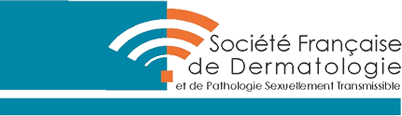 Société Française
de Dermatologie
et de Pathologie Sexuellement Transmissible